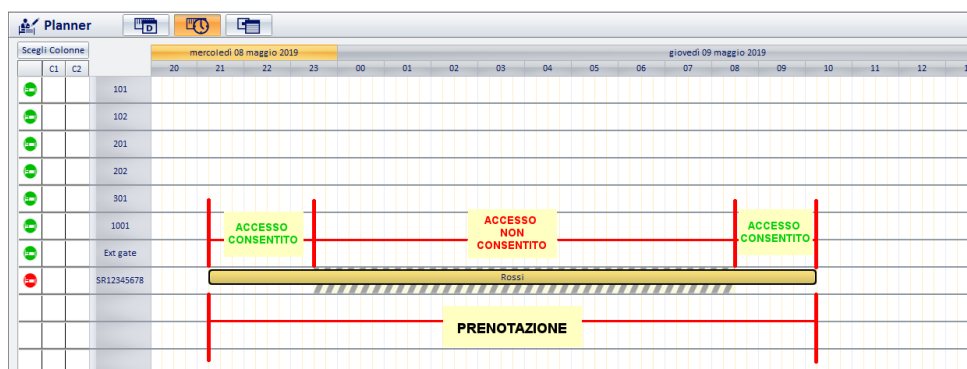 Planner
D
Scegli Colonne
mercoledì 08 maggio 2019
giovedì 09 maggio 2019
C1 C2
20 21 22 23 00 01 02 03 04 05 06 07 08 09 10 11 12 1
101
102
201
202
301
1001
ACCESSO
CONSENTITO
ACCESSO
NON
CONSENTITO
ACCESSO
CONSENTITO
Ext gate
SR12345678
Rossi
PRENOTAZIONE